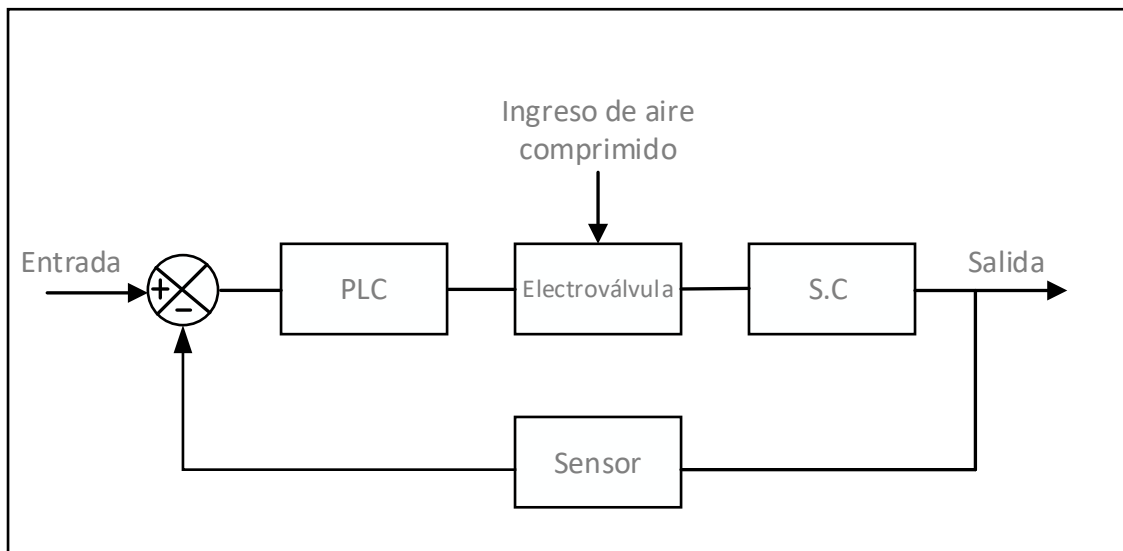 Ingreso de aire
comprimido
Entrada
+
−
PLC
Electroválvula
S.C
Salida
Sensor